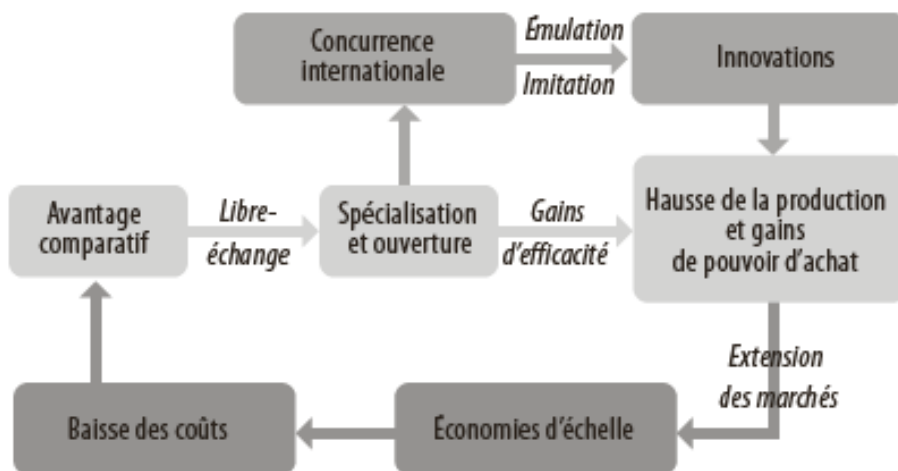 Concurrence
internationale
Émulation
Imitation
Innovations
Avantage
comparatif
Libre-
échange
Spécialisation
et ouverture
Gains
d'efficacité
Hausse de la production
et gains
de pouvoir d'achat
Extension
des marchés
Baisse des coûts
Économies d'échelle